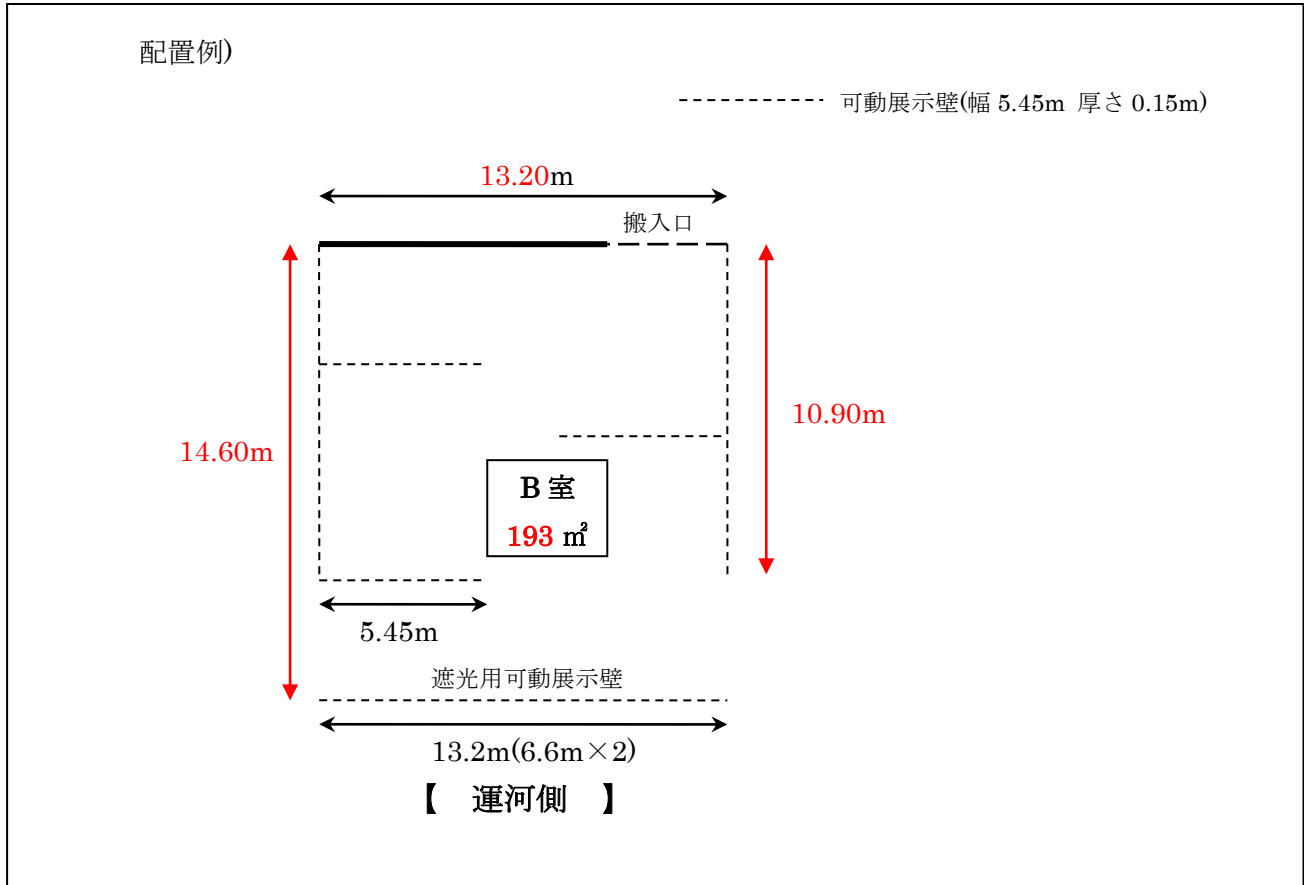 配置例)
可動展示壁(幅 5.45m 厚さ 0.15m)
13.20m
搬入口
10.90m
14.60m
B 室
193 ㎡
5.45m
遮光用可動展示壁
13.2m(6.6m×2)
【 運河側 】